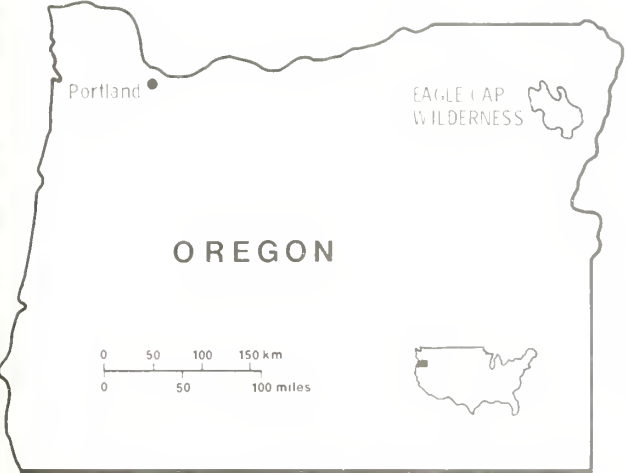 Portland
EAGLE CAP
WILDERNESS
OREGON
0 50 100 150 km
0 50 100 miles